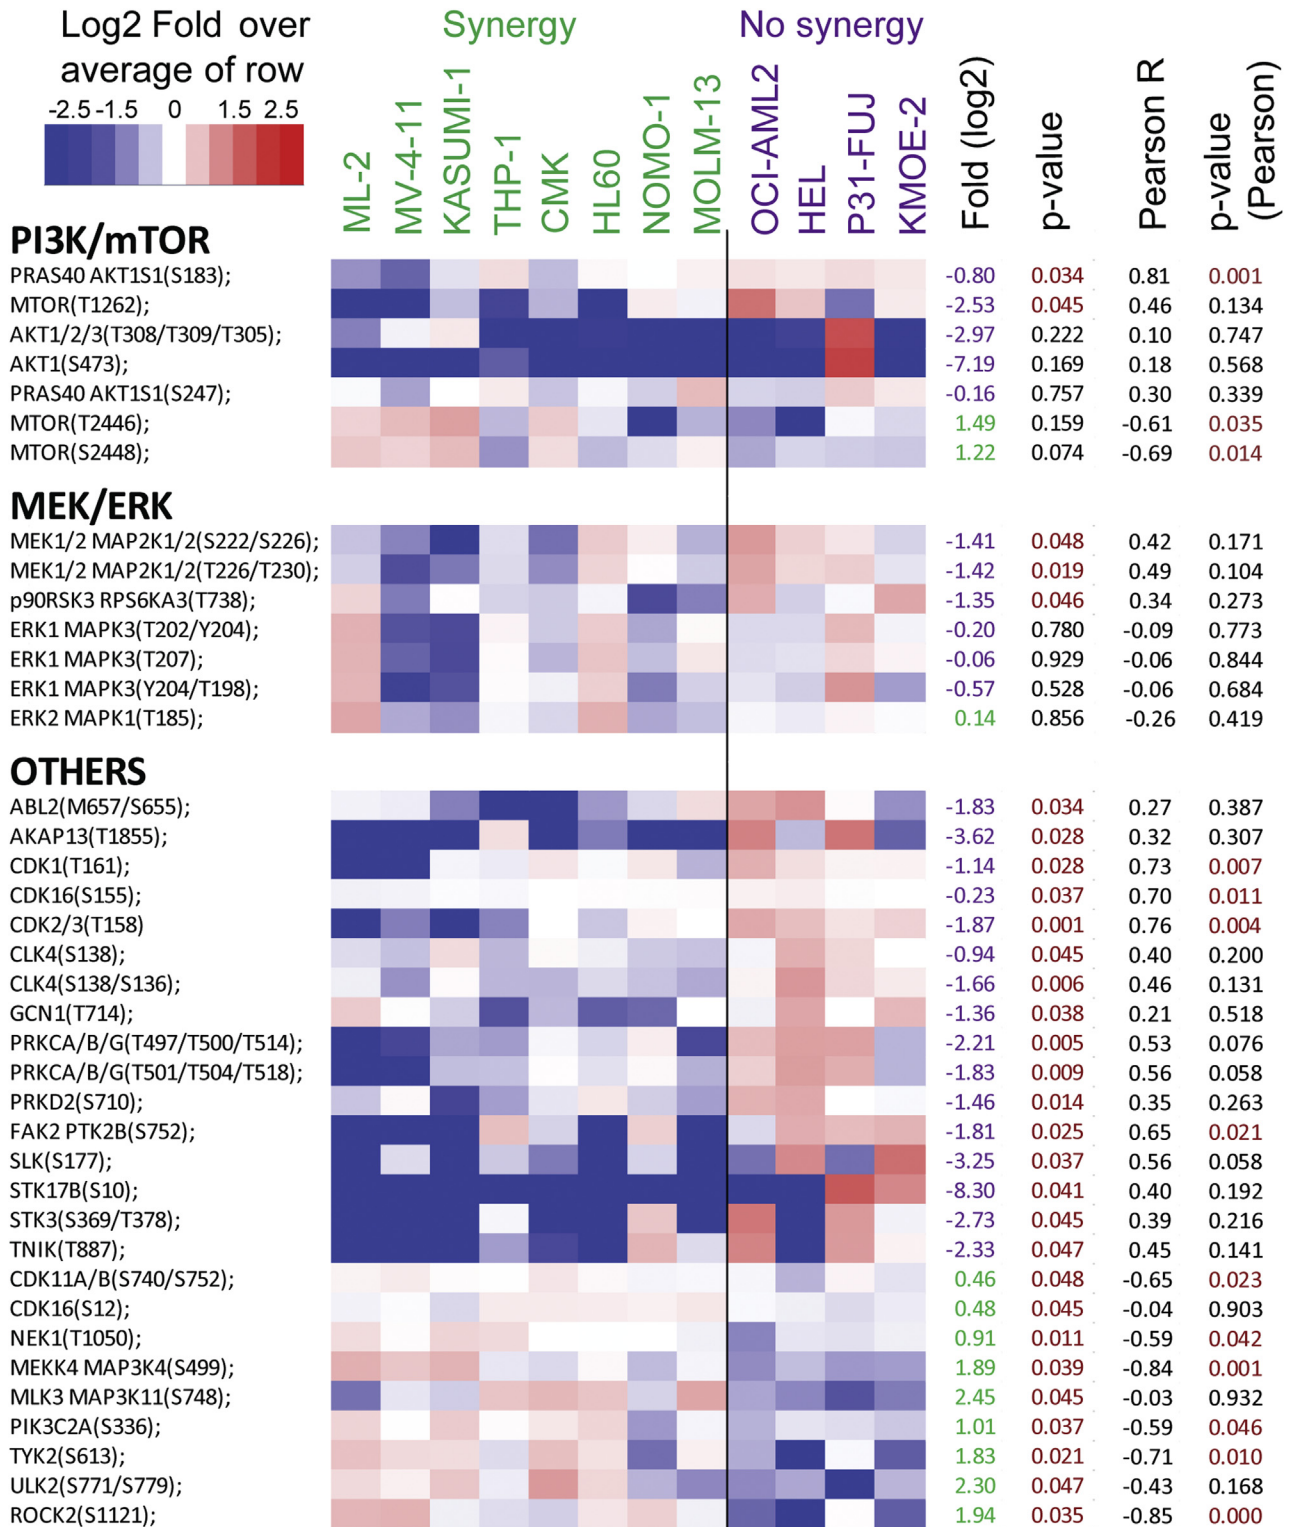 Log2 Fold over
average of row
-2.5 -1.5 0 1.5 2.5
Synergy
No synergy
ML-2
MV-4-11
KASUMI-1
THP-1
CMK
HL60
NOMO-1
MOLM-13
OCI-AML2
HEL
P31-FUJ
KMOE-2
Fold (log2)
p-value
Pearson R
p-value
(Pearson)
PI3K/mTOR
PRAS40 AKT1S1(S183); -0.80 0.034 0.81 0.001
MTOR(T1262); -2.53 0.045 0.46 0.134
AKT1/2/3(T308/T309/T305); -2.97 0.222 0.10 0.747
AKT1(S473); -7.19 0.169 0.18 0.568
PRAS40 AKT1S1(S247); -0.16 0.757 0.30 0.339
MTOR(T2446); 1.49 0.159 -0.61 0.035
MTOR(S2448); 1.22 0.074 -0.69 0.014
MEK/ERK
MEK1/2 MAP2K1/2(S222/S226); -1.41 0.048 0.42 0.171
MEK1/2 MAP2K1/2(T226/T230); -1.42 0.019 0.49 0.104
p90RSK3 RPS6KA3(T738); -1.35 0.046 0.34 0.273
ERK1 MAPK3(T202/Y204); -0.20 0.780 -0.09 0.773
ERK1 MAPK3(T207); -0.06 0.929 -0.06 0.844
ERK1 MAPK3(Y204/T198); -0.57 0.528 -0.06 0.684
ERK2 MAPK1(T185); 0.14 0.856 -0.26 0.419
OTHERS
ABL2(M657/S655); -1.83 0.034 0.27 0.387
AKAP13(T1855); -3.62 0.028 0.32 0.307
CDK1(T161); -1.14 0.028 0.73 0.007
CDK16(S155); -0.23 0.037 0.70 0.011
CDK2/3(T158) -1.87 0.001 0.76 0.004
CLK4(S138); -0.94 0.045 0.40 0.200
CLK4(S138/S136); -1.66 0.006 0.46 0.131
GCN1(T714); -1.36 0.038 0.21 0.518
PRKCA/B/G(T497/T500/T514); -2.21 0.005 0.53 0.076
PRKCA/B/G(T501/T504/T518); -1.83 0.009 0.56 0.058
PRKD2(S710); -1.46 0.014 0.35 0.263
FAK2 PTK2B(S752); -1.81 0.025 0.65 0.021
SLK(S177); -3.25 0.037 0.56 0.058
STK17B(S10); -8.30 0.041 0.40 0.192
STK3(S369/T378); -2.73 0.045 0.39 0.216
TNIK(T887); -2.33 0.047 0.45 0.141
CDK11A/B(S740/S752); 0.46 0.048 -0.65 0.023
CDK16(S12); 0.48 0.045 -0.04 0.903
NEK1(T1050); 0.91 0.011 -0.59 0.042
MEKK4 MAP3K4(S499); 1.89 0.039 -0.84 0.001
MLK3 MAP3K11(S748); 2.45 0.045 -0.03 0.932
PIK3C2A(S336); 1.01 0.037 -0.59 0.046
TYK2(S613); 1.83 0.021 -0.71 0.010
ULK2(S771/S779); 2.30 0.047 -0.43 0.168
ROCK2(S1121); 1.94 0.035 -0.85 0.000